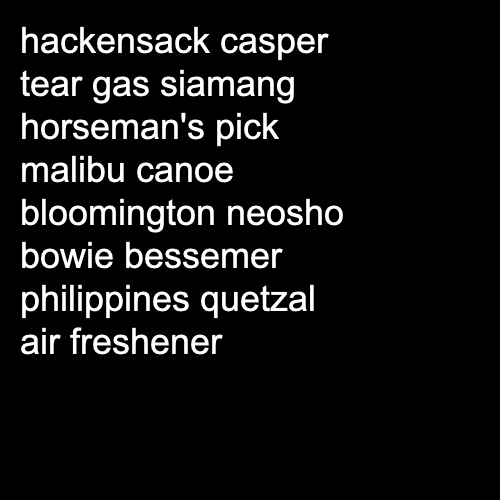 hackensack casper
tear gas siamang
horseman's pick
malibu canoe
bloomington neosho
bowie bessemer
philippines quetzal
air freshener